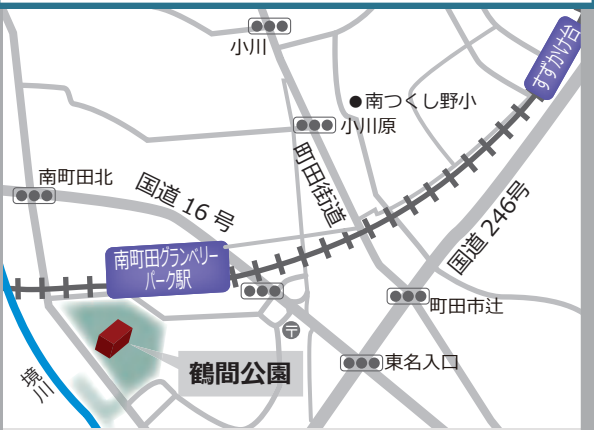 小川
すずかけ台
南つくし野小
小川原
町田街道
南町田北
国道 16 号
国道 246号
南町田グランベリー
パーク駅
〒
町田市辻
東名入口
鶴間公園
境川